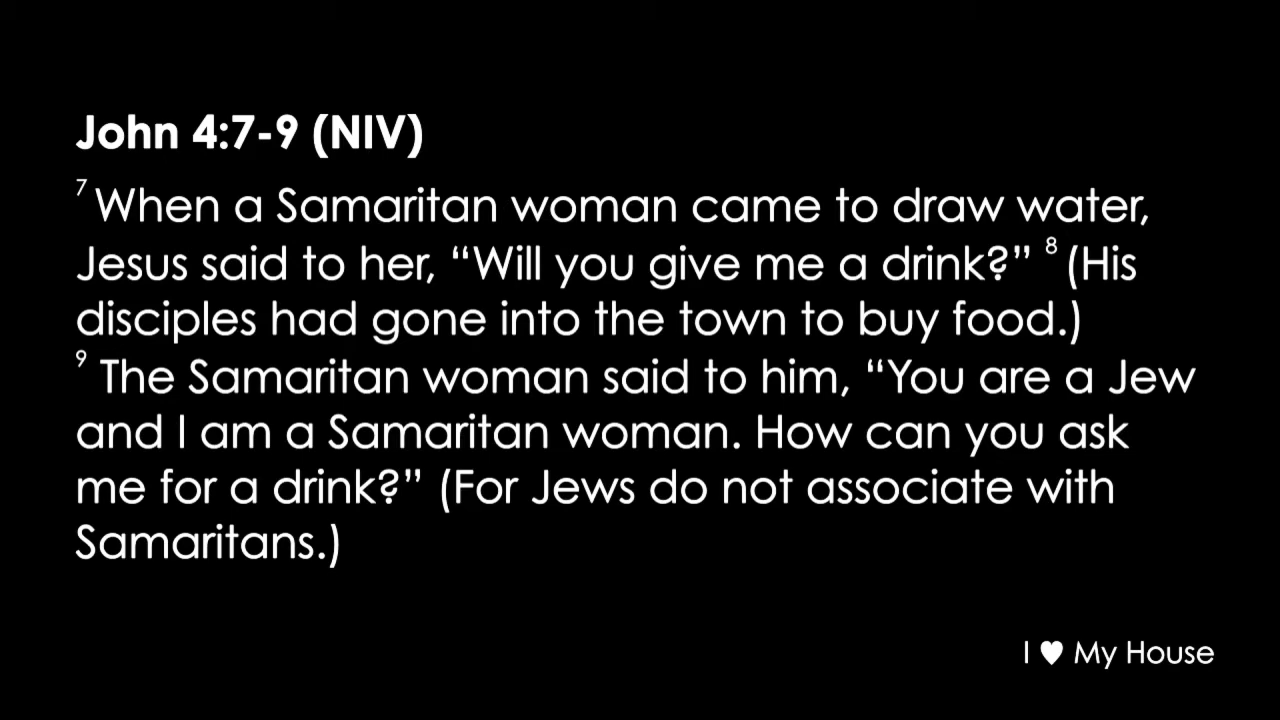 John 4:7-9 (NIV)
7 When a Samaritan woman came to draw water,
Jesus said to her, “Will you give me a drink?” 8 (His
disciples had gone into the town to buy food.)
9 The Samaritan woman said to him, “You are a Jew
and I am a Samaritan woman. How can you ask
me for a drink?” (For Jews do not associate with
Samaritans.)
I ♥ My House